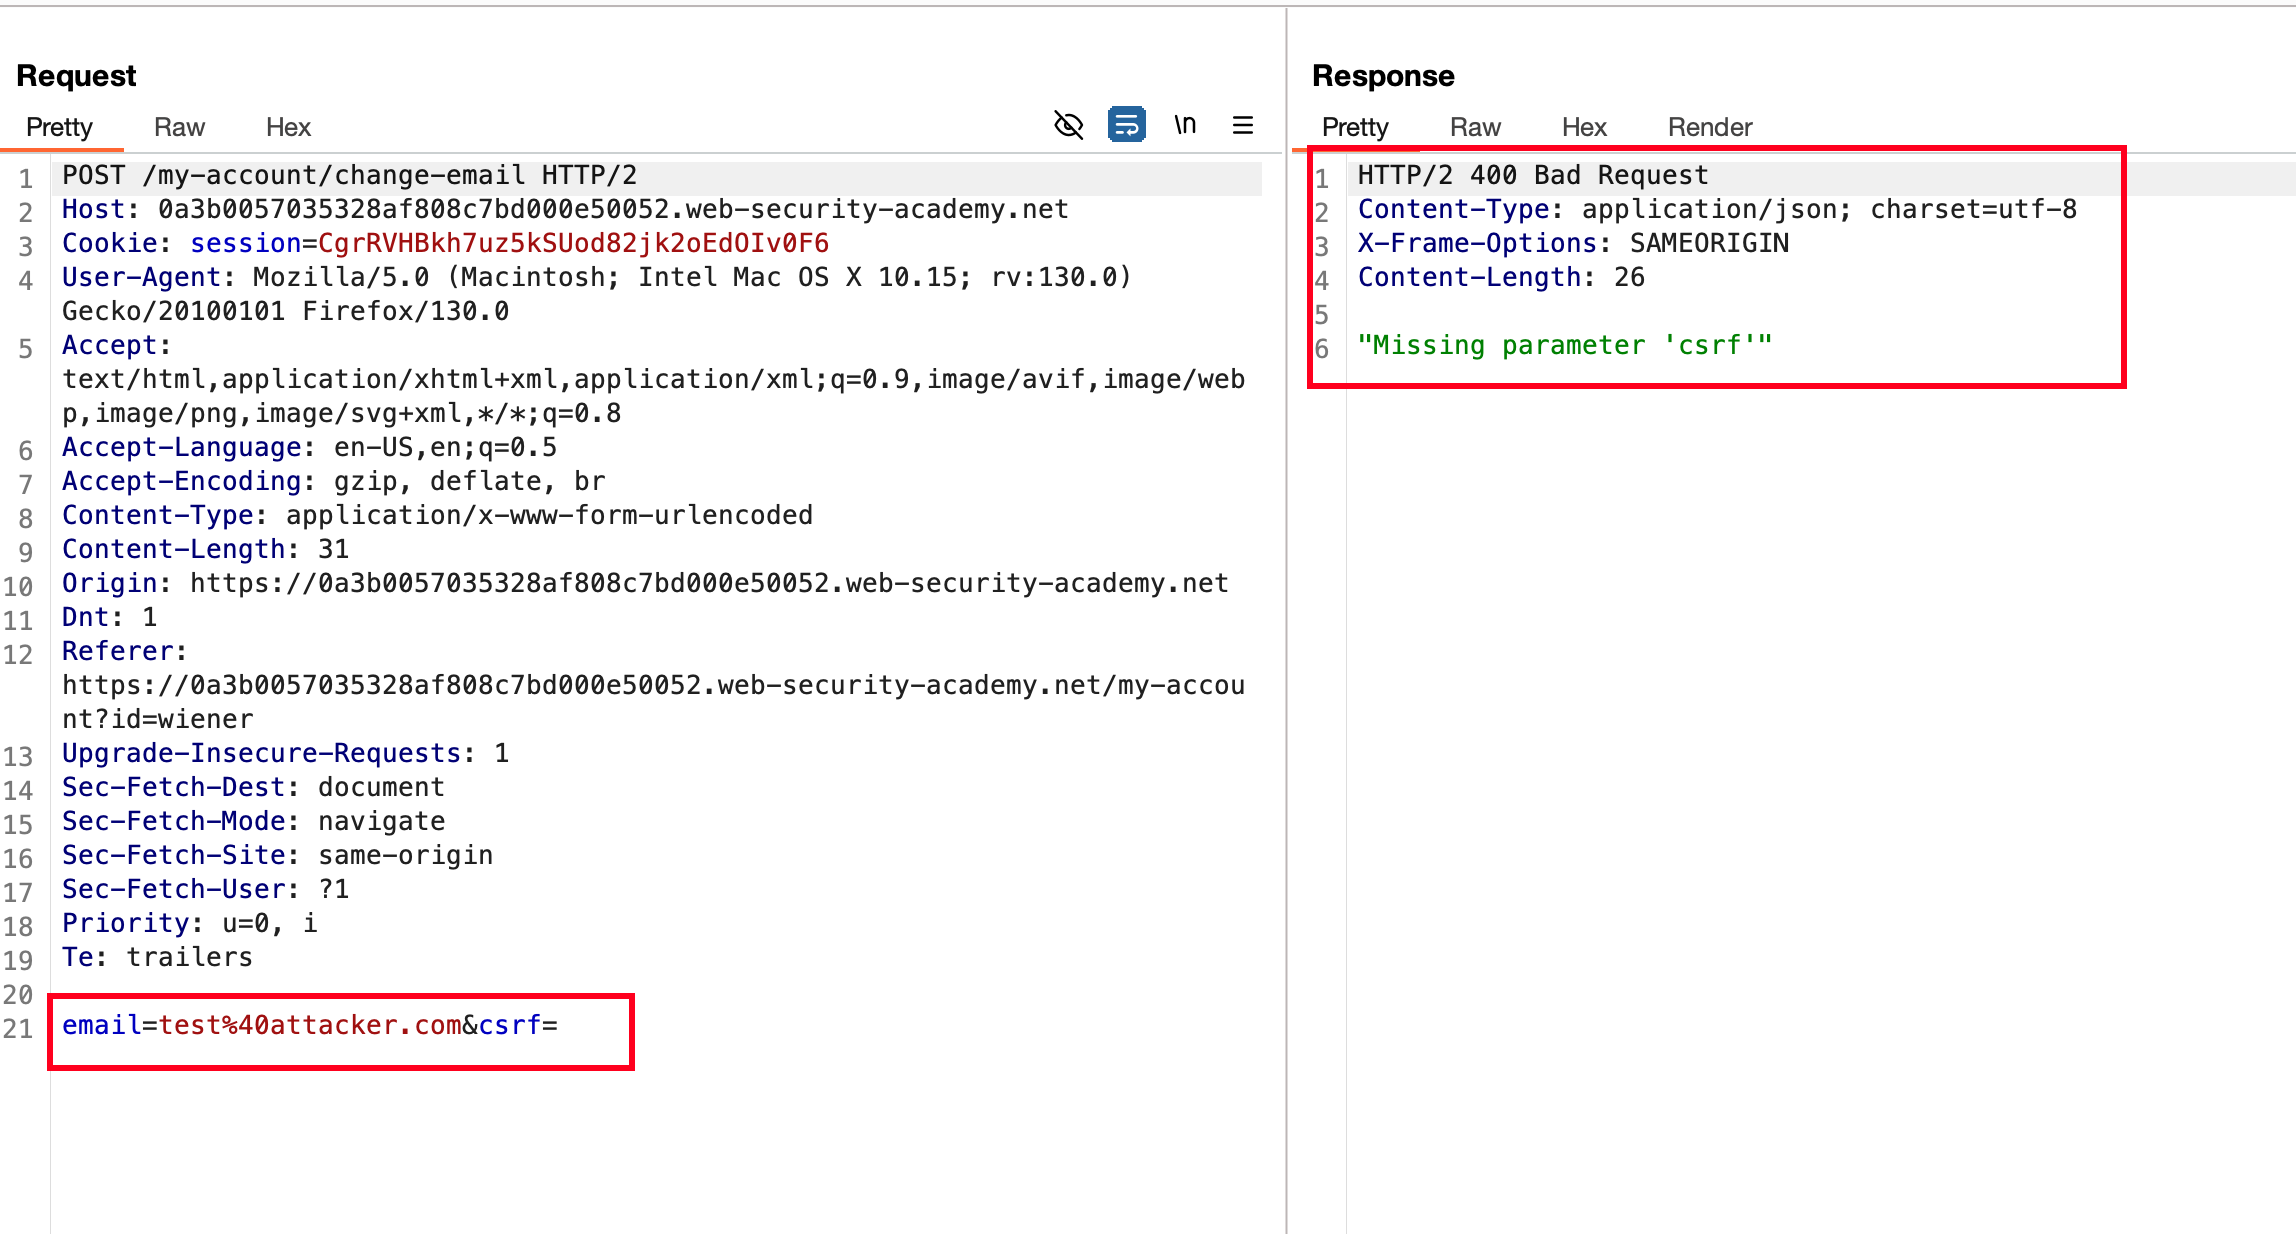 Request
Pretty Raw Hex \n
1 POST /my-account/change-email HTTP/2
2 Host: 0a3b0057035328af808c7bd000e50052.web-security-academy.net
3 Cookie: session=CgrRVHBkh7uz5kSUod82jk2oEdOIv0F6
4 User-Agent: Mozilla/5.0 (Macintosh; Intel Mac OS X 10.15; rv:130.0)
Gecko/20100101 Firefox/130.0
5 Accept:
text/html,application/xhtml+xml,application/xml;q=0.9,image/avif,image/web
p,image/png,image/svg+xml,*/*;q=0.8
6 Accept-Language: en-US,en;q=0.5
7 Accept-Encoding: gzip, deflate, br
8 Content-Type: application/x-www-form-urlencoded
9 Content-Length: 31
10 Origin: https://0a3b0057035328af808c7bd000e50052.web-security-academy.net
11 Dnt: 1
12 Referer:
https://0a3b0057035328af808c7bd000e50052.web-security-academy.net/my-accou
nt?id=wiener
13 Upgrade-Insecure-Requests: 1
14 Sec-Fetch-Dest: document
15 Sec-Fetch-Mode: navigate
16 Sec-Fetch-Site: same-origin
17 Sec-Fetch-User: ?1
18 Priority: u=0, i
19 Te: trailers
20
21 email=test%40attacker.com&csrf=
Response
Pretty Raw Hex Render
1 HTTP/2 400 Bad Request
2 Content-Type: application/json; charset=utf-8
3 X-Frame-Options: SAMEORIGIN
4 Content-Length: 26
5
6 "Missing parameter 'csrf'"